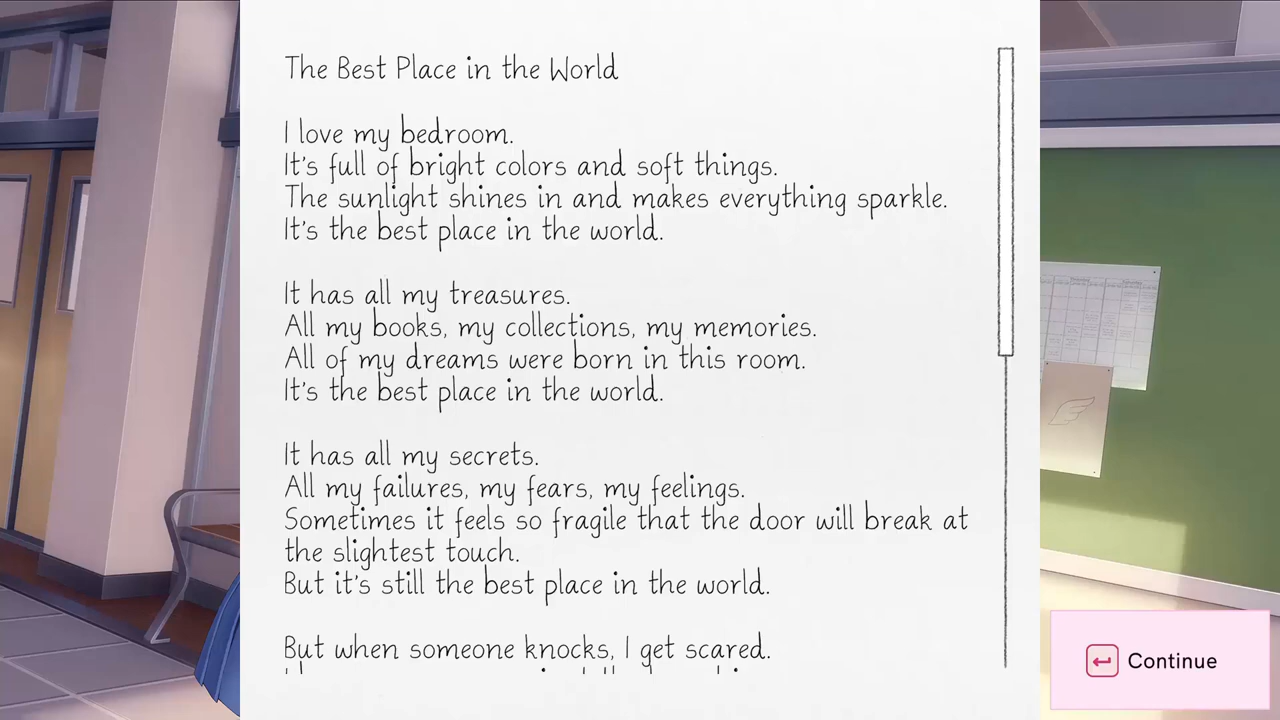 The Best Place in the World
I love my bedroom.
It's full of bright colors and soft things.
The sunlight shines in and makes everything sparkle.
It's the best place in the world.
It has all my treasures.
All my books, my collections, my memories.
All of my dreams were born in this room.
It's the best place in the world.
It has all my secrets.
All my failures, my fears, my feelings.
Sometimes it feels so fragile that the door will break at
the slightest touch.
But it's still the best place in the world.
But when someone knocks, I get scared.
Continue